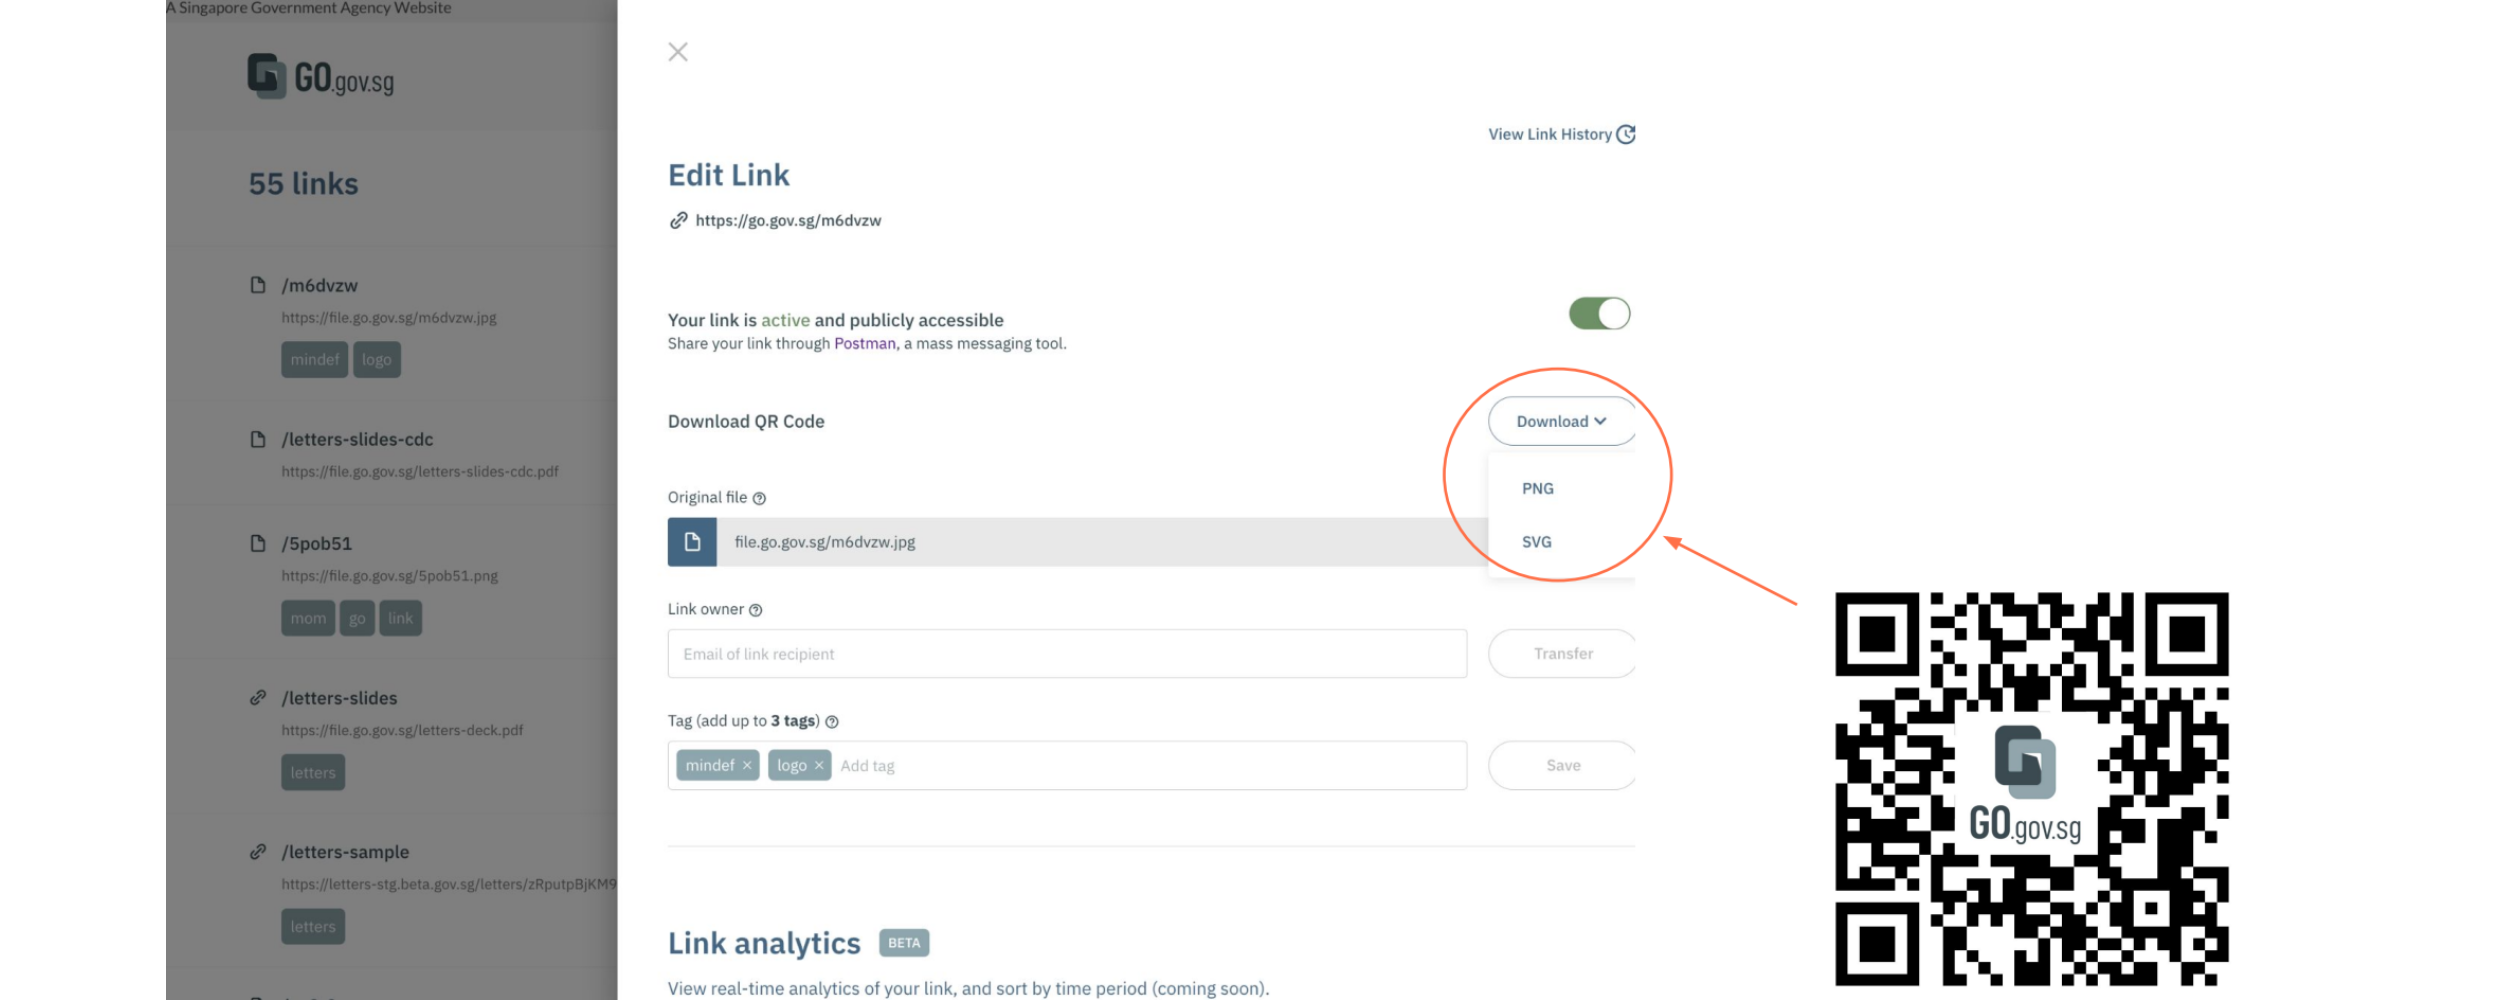 A Singapore Government Agency Website
GO.gov.sg
55 links
/m6dvzw
https://file.go.gov.sg/m6dvzw.jpg
mindef logo
/letters-slides-cdc
https://file.go.gov.sg/letters-slides-cdc.pdf
/5pob51
https://file.go.gov.sg/5pob51.png
mom go link
/letters-slides
https://file.go.gov.sg/letters-deck.pdf
letters
/letters-sample
https://letters-stg.beta.gov.sg/letters/zRputpBjKM9
letters
View Link History
Edit Link
https://go.gov.sg/m6dvzw
Your link is active and publicly accessible
Share your link through Postman, a mass messaging tool.
Download QR Code
Download
PNG
SVG
Original file
file.go.gov.sg/m6dvzw.jpg
Link owner
Email of link recipient
Transfer
Tag (add up to 3 tags)
mindef × logo × Add tag
Save
Link analytics BETA
View real-time analytics of your link, and sort by time period (coming soon).
GO.gov.sg